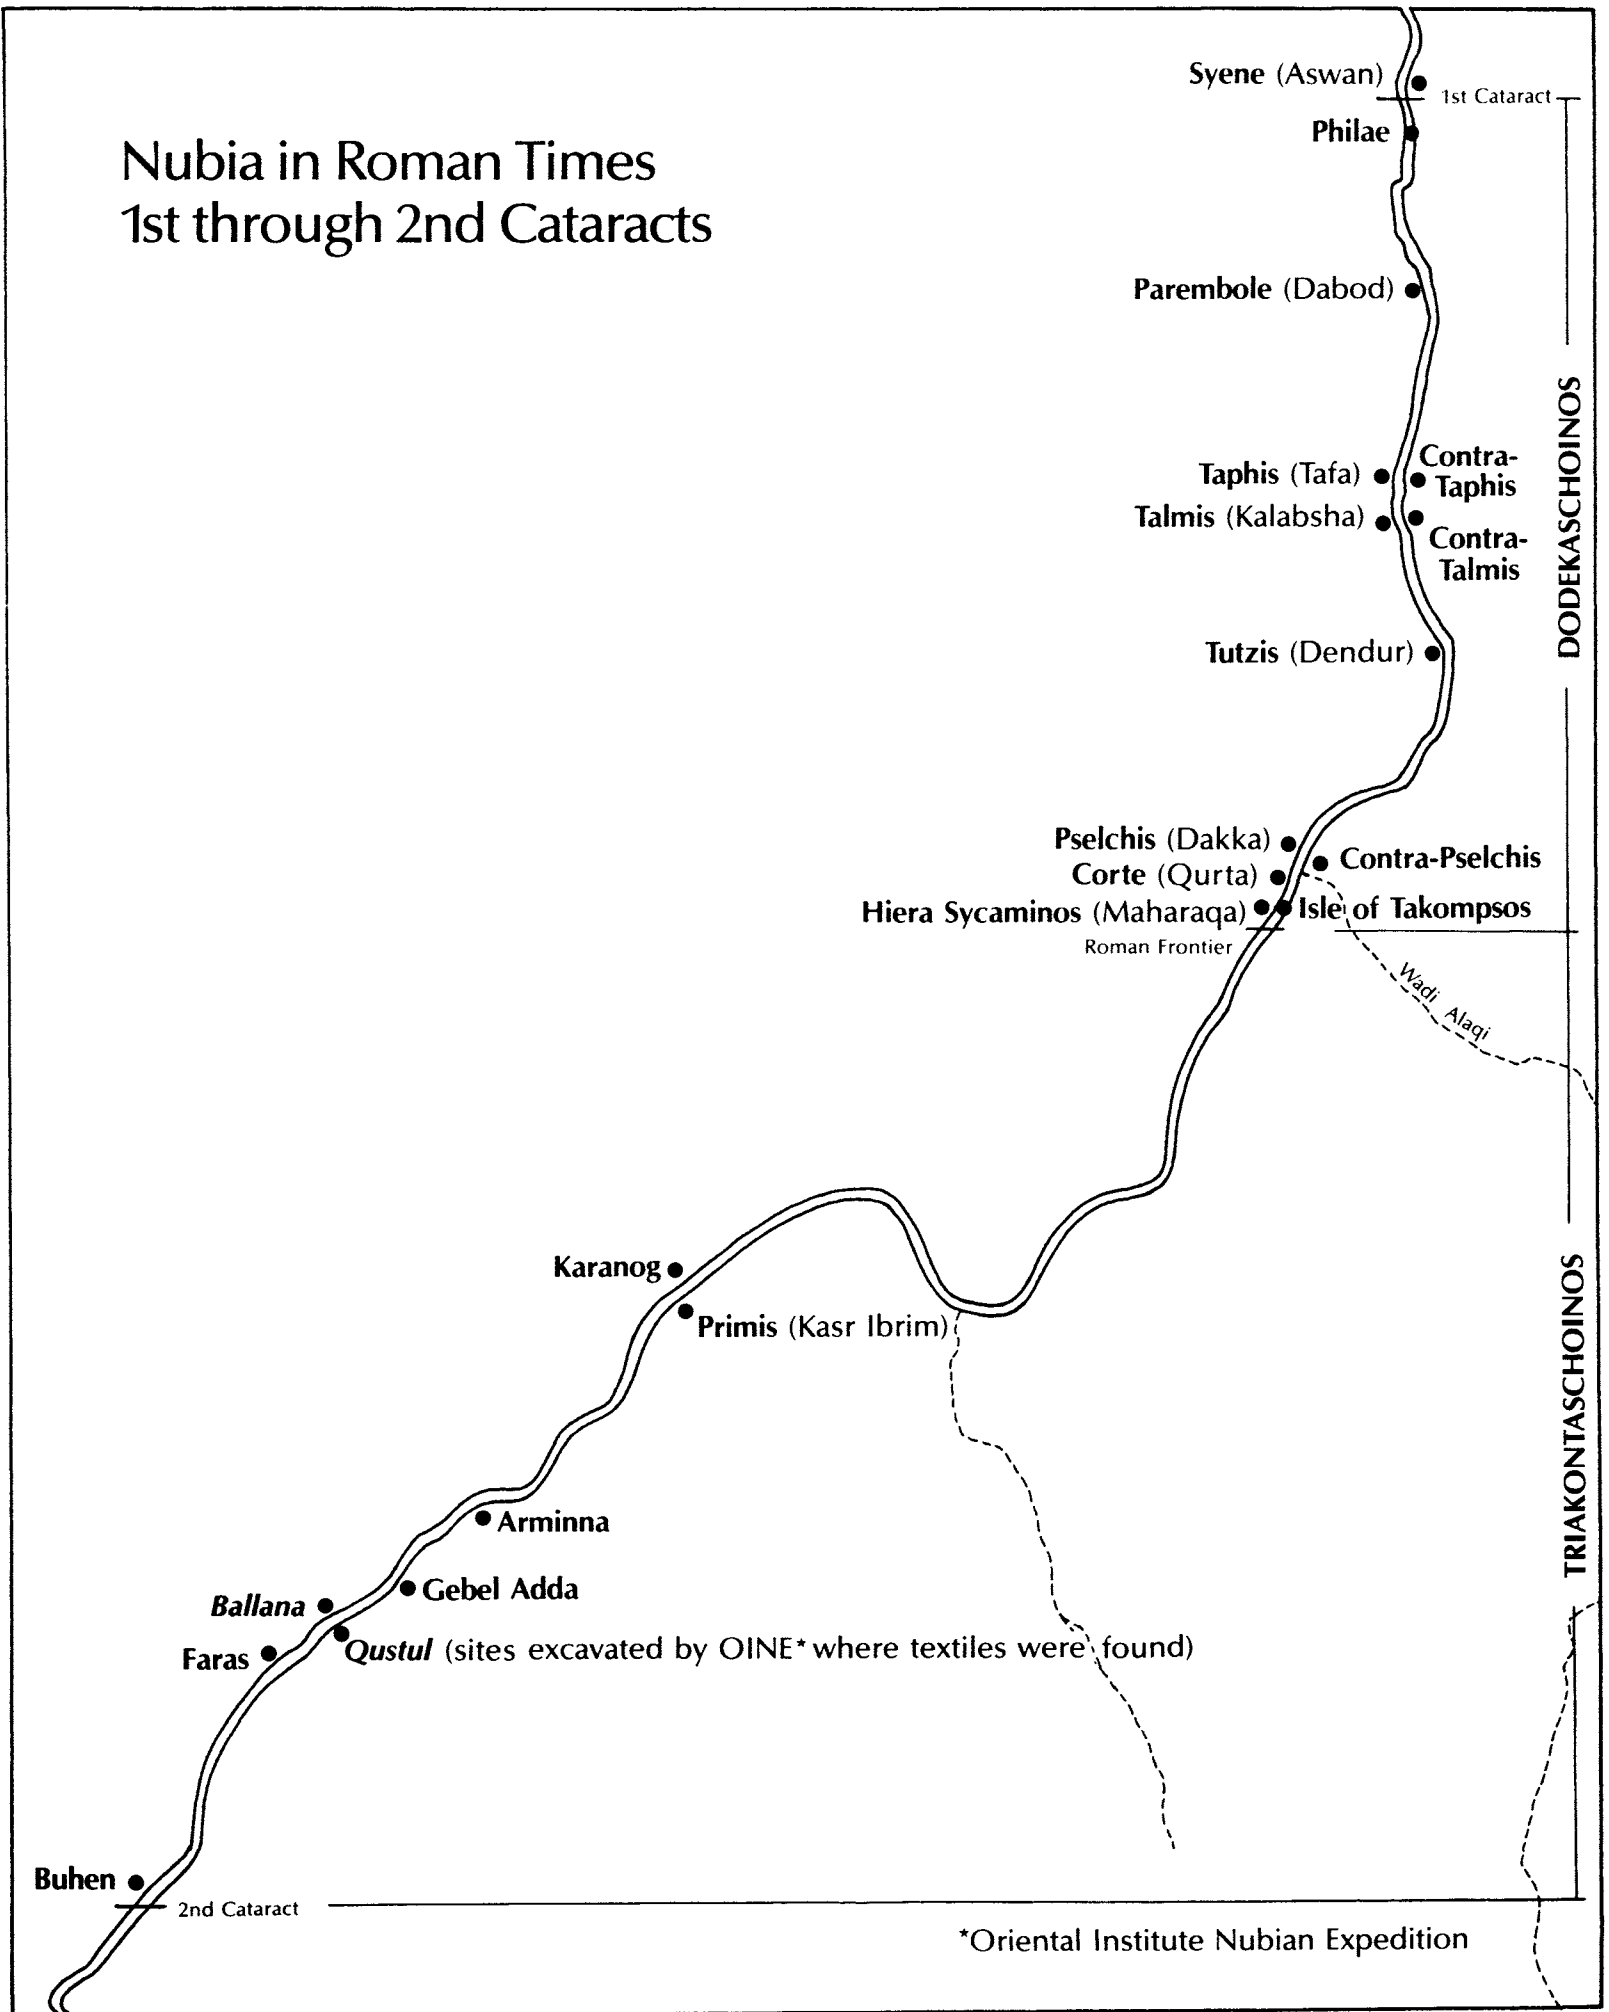 Nubia in Roman Times
1st through 2nd Cataracts
Syene (Aswan)
1st Cataract
Philae
Parembole (Dabod)
DODEKASCHOINOS
Taphis (Tafa)
Contra-
Taphis
Talmis (Kalabsha)
Contra-
Talmis
Tutzis (Dendur)
Pselchis (Dakka)
Contra-Pselchis
Corte (Qurta)
Hiera Sycaminos (Maharaqa)
Isle of Takompsos
Roman Frontier
Wadi Alaqi
Karanog
Primis (Kasr Ibrim)
TRIAKONTASCHOINOS
Arminna
Gebel Adda
Ballana
Qustul (sites excavated by OINE* where textiles were found)
Faras
Buhen
2nd Cataract
*Oriental Institute Nubian Expedition